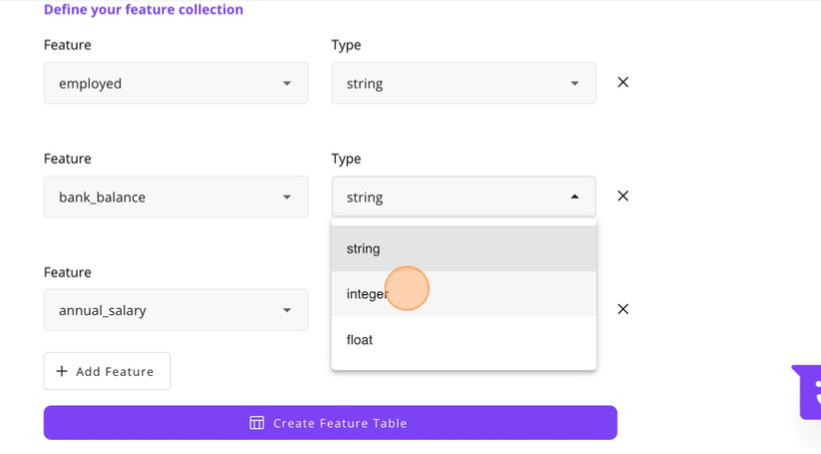 Define your feature collection
Feature
Type
employed
string
Feature
Type
bank_balance
string
string
integer
float
Feature
annual_salary
+ Add Feature
Create Feature Table